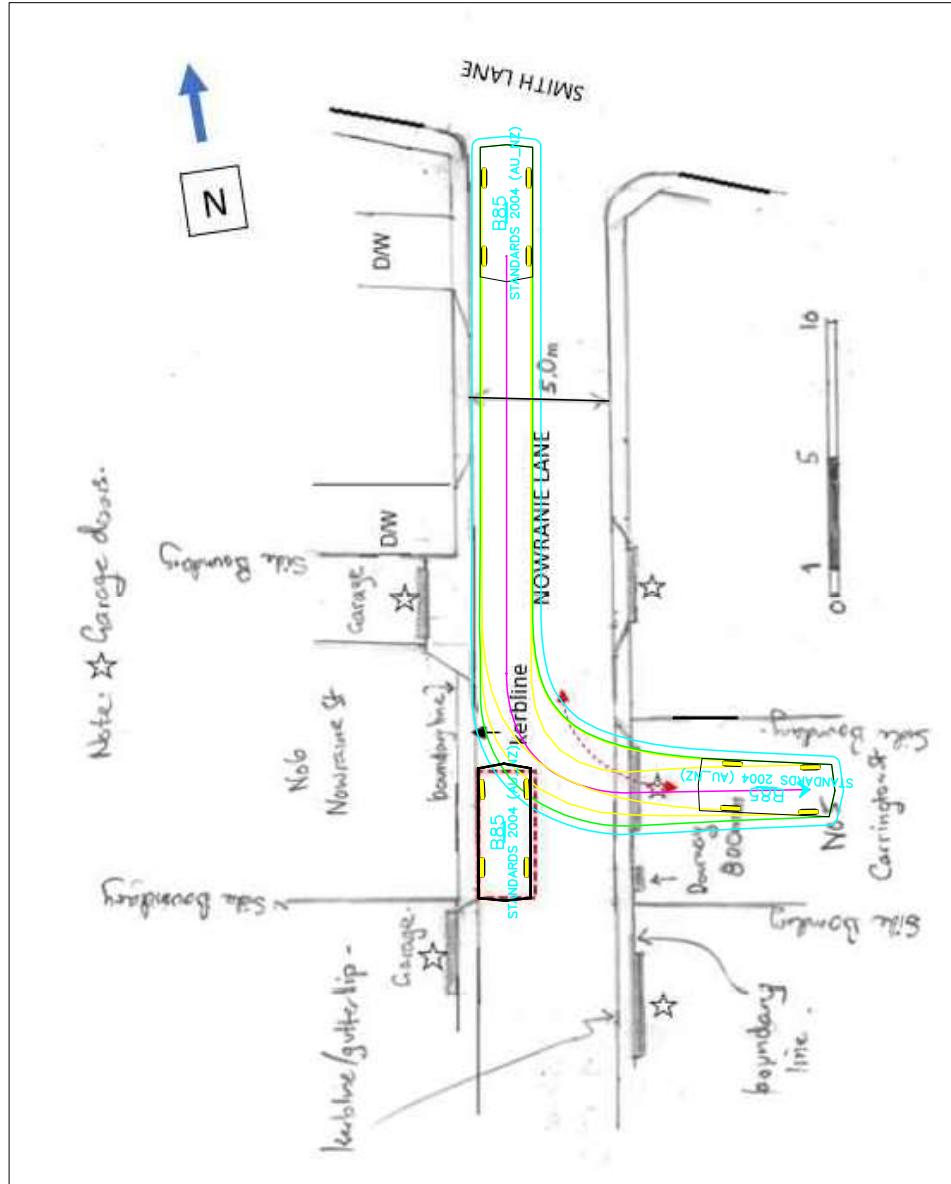 SMITH LANE
N
D/W
B85
STANDARDS 2004 (AU_NZ)
5.0m
10
5
1
0
NOWRANIE LANE
Note: ☆ Garage doors.
Side Boundary
D/W
Garage
No6
Nowranie St
boundary line
kerbline
B85
STANDARDS 2004 (AU_NZ)
Side Boundary
Garage
kerbline/gutter lip -
Side Boundary
B85
STANDARDS 2004 (AU_NZ)
No
Carrington St
800mm
Side Boundary
boundary
line.